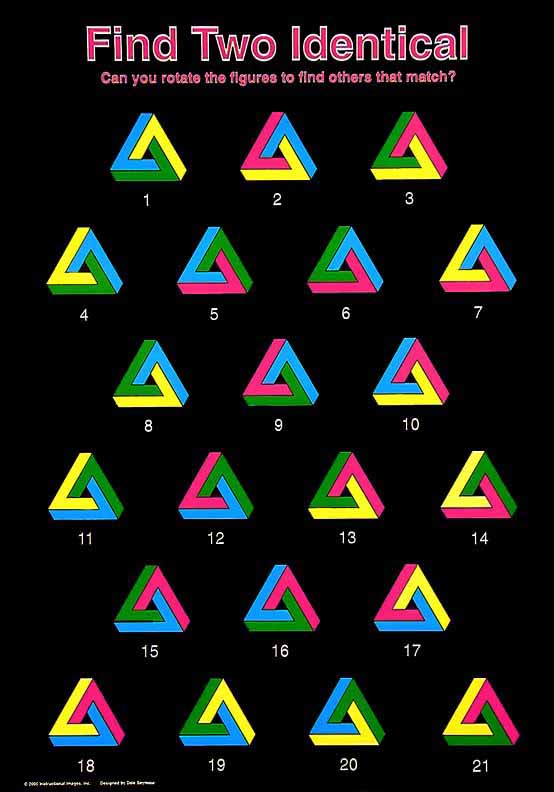 Find Two Identical
Can you rotate the figures to find others that match?
1 2 3
4 5 6 7
8 9 10
11 12 13 14
15 16 17
18 19 20 21
© 2000 Instructional Images, Inc. Designed by Dale Seymour